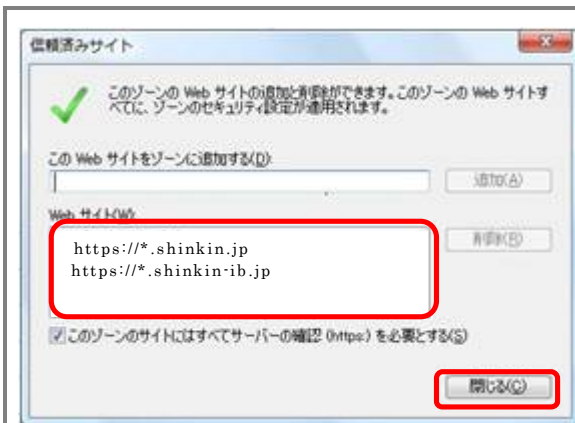 信頼済みサイト
このゾーンの Web サイトの追加と削除ができます。このゾーンの Web サイトす
べてに、ゾーンのセキュリティ設定が適用されます。
この Web サイトをゾーンに追加する(D):
追加(A)
Web サイト(W):
https://*.shinkin.jp
https://*.shinkin-ib.jp
削除(R)
このゾーンのサイトにはすべてサーバーの確認 (https:) を必要とする(S)
閉じる(C)